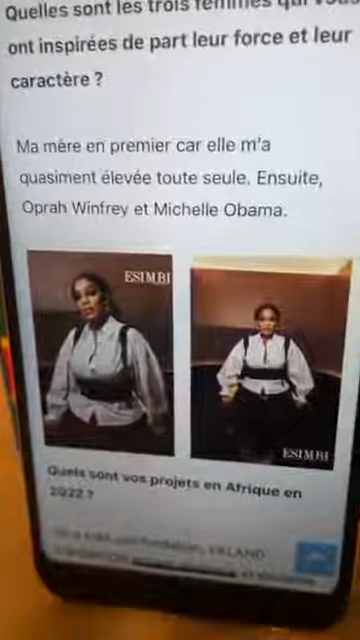 Quelles sont les trois femmes qui vous
ont inspirées de part leur force et leur
caractère ?
Ma mère en premier car elle m'a
quasiment élevée toute seule. Ensuite,
Oprah Winfrey et Michelle Obama.
ESIMBI
ESIMBI
Quels sont vos projets en Afrique en
2022 ?